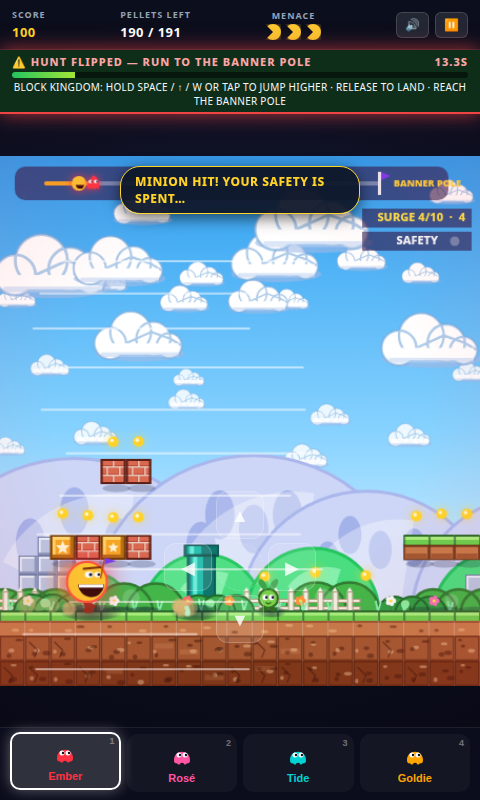 SCORE
PELLETS LEFT
MENACE
100
190 / 191
⚠️ HUNT FLIPPED — RUN TO THE BANNER POLE
13.3S
BLOCK KINGDOM: HOLD SPACE / ↑ / W OR TAP TO JUMP HIGHER · RELEASE TO LAND · REACH
THE BANNER POLE
MINION HIT! YOUR SAFETY IS
SPENT…
BANNER POLE
SURGE 4/10 · 4
SAFETY
1
Ember
2
Rosé
3
Tide
4
Goldie